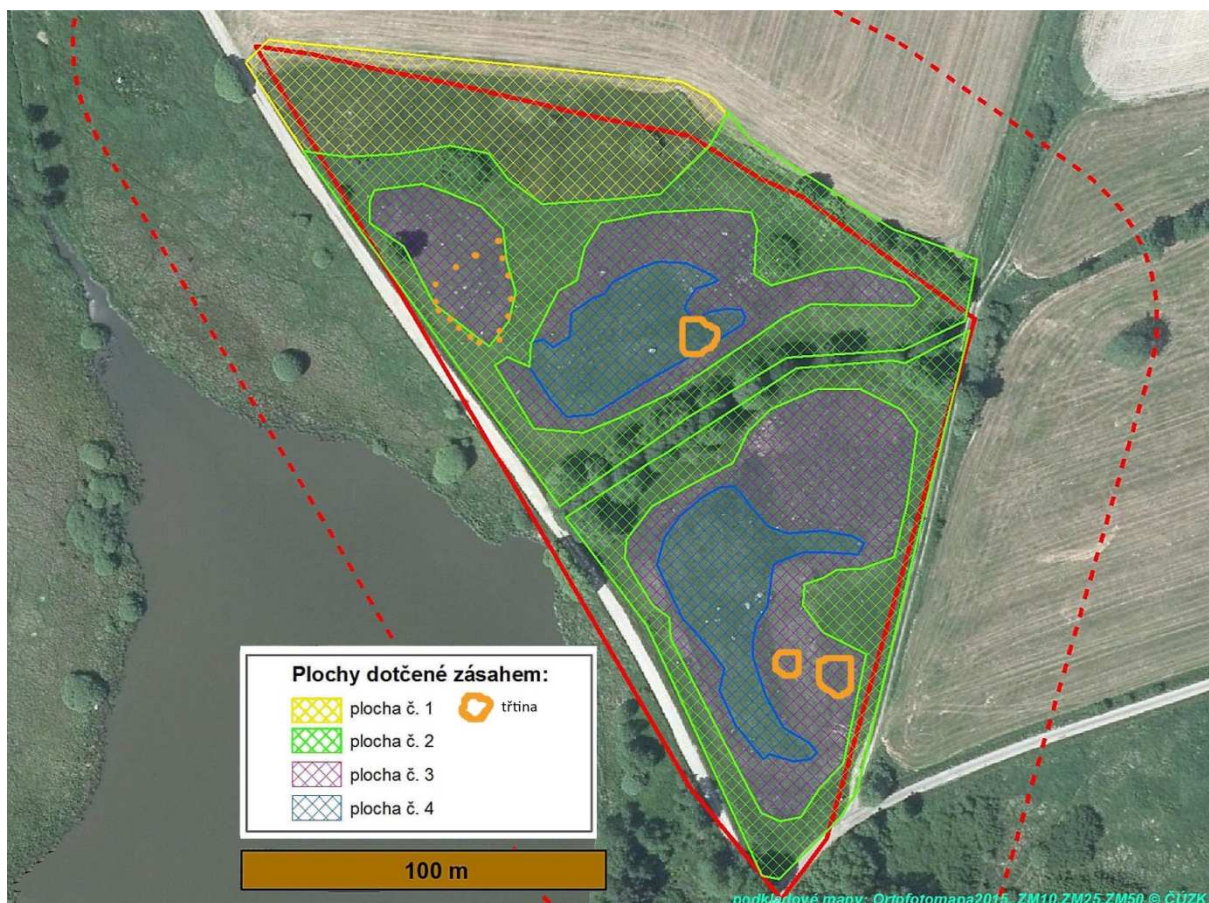 Plochy dotčené zásahem:
plocha č. 1
třtina
plocha č. 2
plocha č. 3
plocha č. 4
100 m
podkladové mapy: Ortofotomapa2015, ZM10,ZM25,ZM50 © ČÚZK